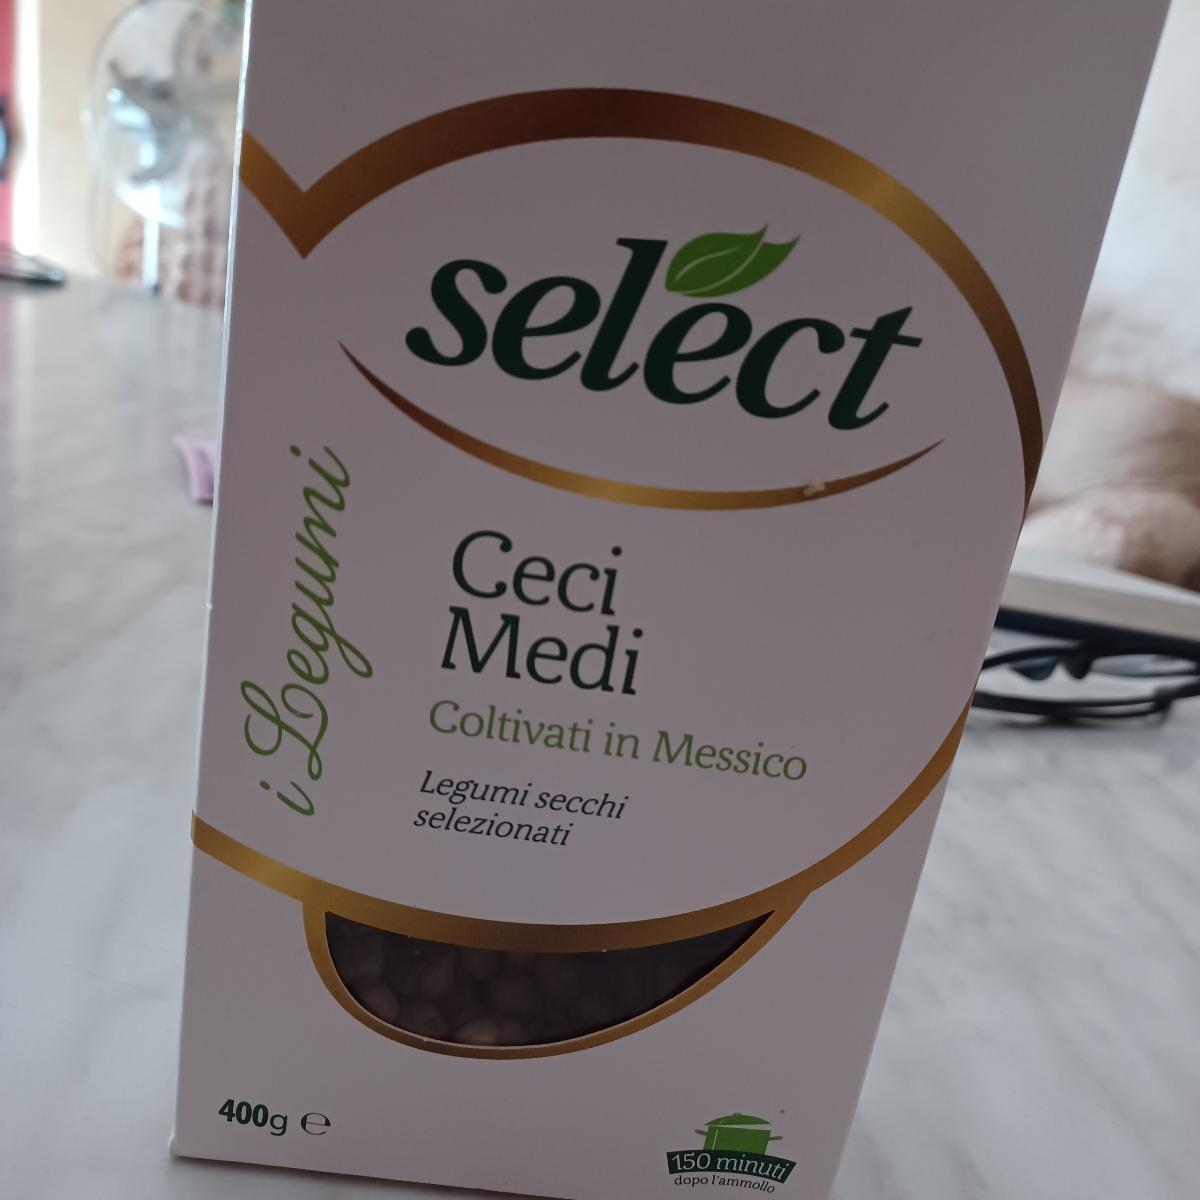 select
i Legumi
Ceci
Medi
Coltivati in Messico
Legumi secchi
selezionati
400g ℮
150 minuti
dopo l'ammollo